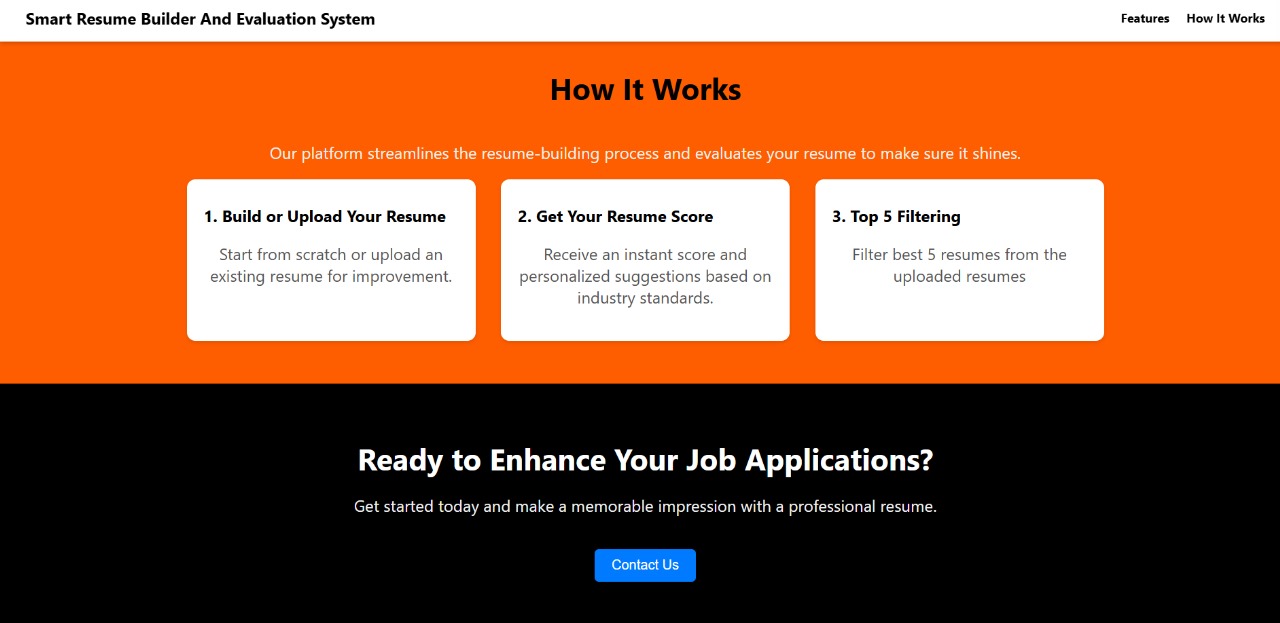 Smart Resume Builder And Evaluation System
Features
How It Works
How It Works
Our platform streamlines the resume-building process and evaluates your resume to make sure it shines.
1. Build or Upload Your Resume
Start from scratch or upload an
existing resume for improvement.
2. Get Your Resume Score
Receive an instant score and
personalized suggestions based on
industry standards.
3. Top 5 Filtering
Filter best 5 resumes from the
uploaded resumes
Ready to Enhance Your Job Applications?
Get started today and make a memorable impression with a professional resume.
Contact Us